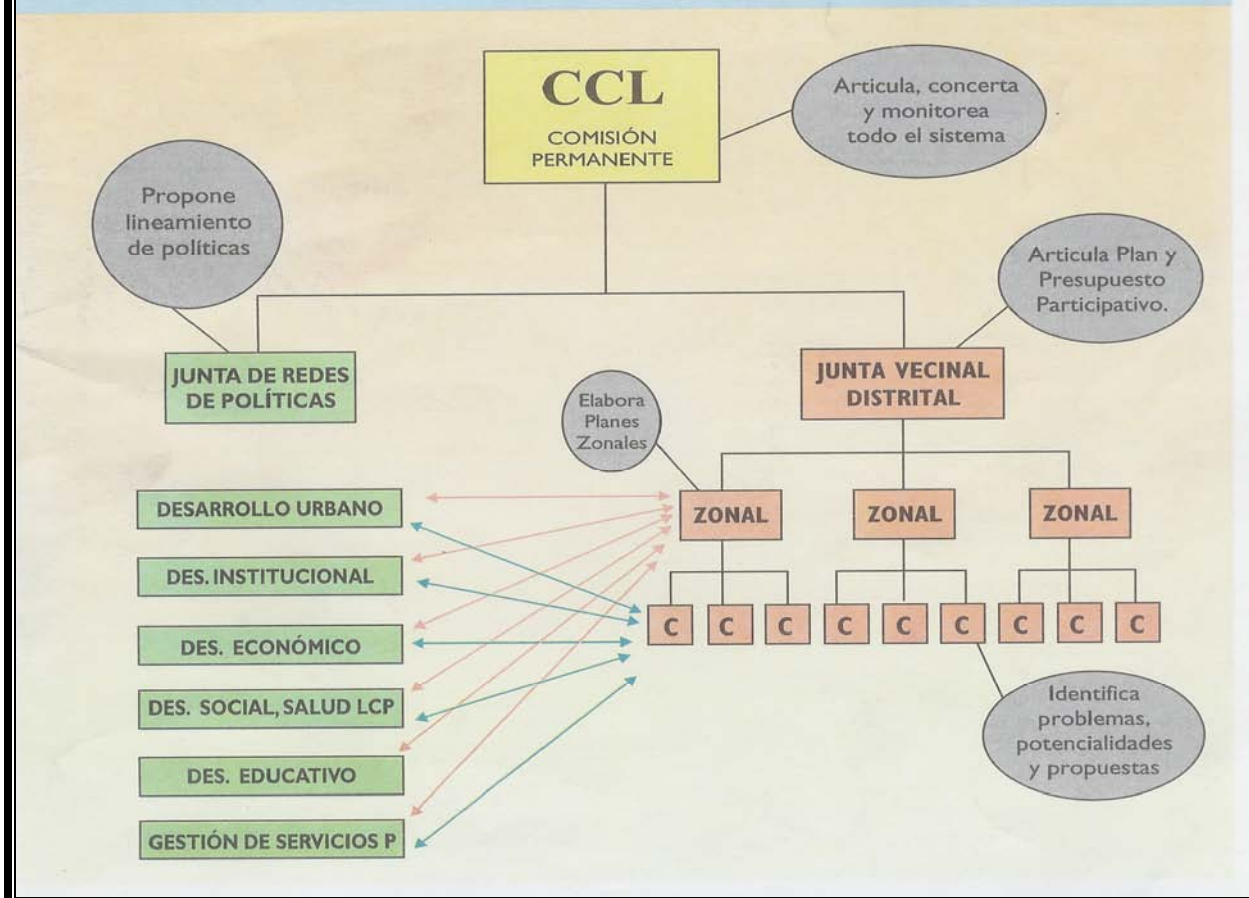 CCL
COMISIÓN
PERMANENTE
Articula, concerta
y monitorea
todo el sistema
Propone
lineamiento
de políticas
Articula Plan y
Presupuesto
Participativo.
JUNTA DE REDES
DE POLÍTICAS
JUNTA VECINAL
DISTRITAL
Elabora
Planes
Zonales
DESARROLLO URBANO
DES. INSTITUCIONAL
DES. ECONÓMICO
DES. SOCIAL, SALUD LCP
DES. EDUCATIVO
GESTIÓN DE SERVICIOS P
ZONAL
ZONAL
ZONAL
C
C
C
C
C
C
C
C
C
Identifica
problemas,
potencialidades
y propuestas